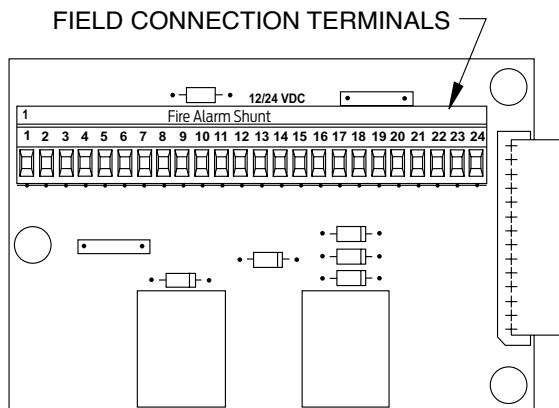 FIELD CONNECTION TERMINALS
12/24 VDC
1
Fire Alarm Shunt
1 2 3 4 5 6 7 8 9 10 11 12 13 14 15 16 17 18 19 20 21 22 23 24